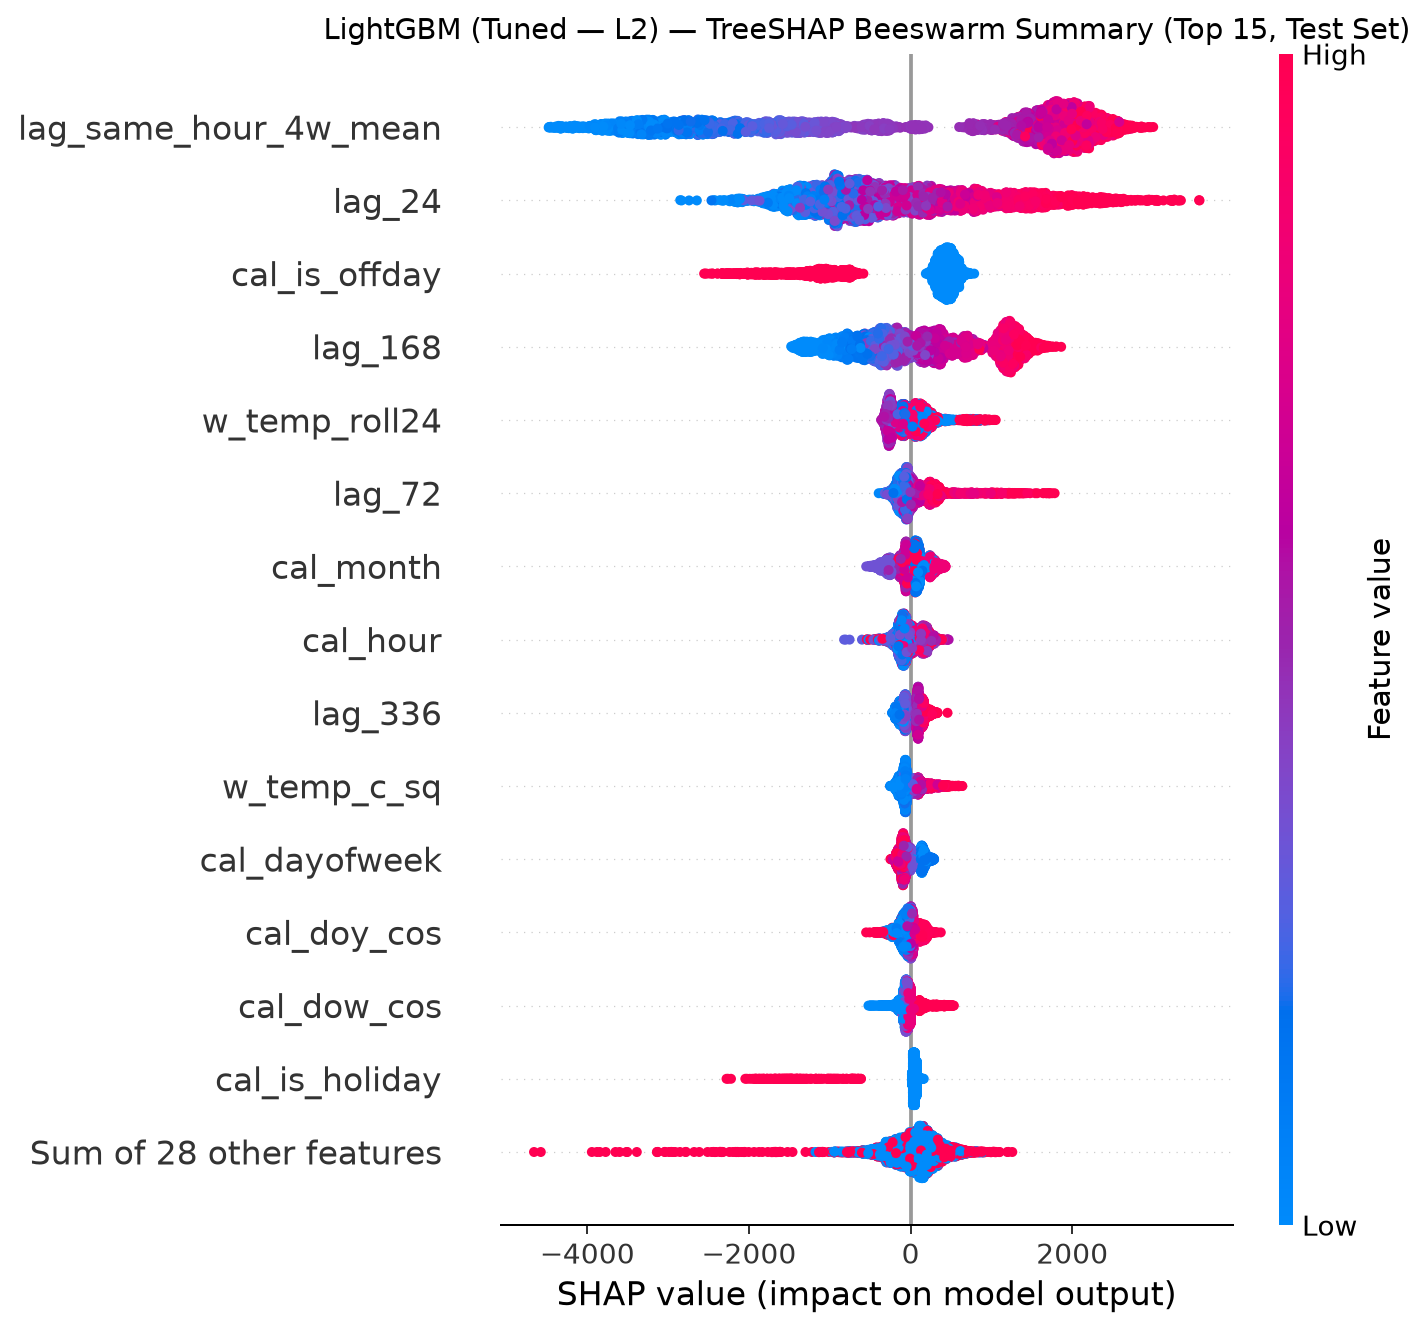 LightGBM (Tuned — L2) — TreeSHAP Beeswarm Summary (Top 15, Test Set)
High
lag_same_hour_4w_mean
lag_24
cal_is_offday
lag_168
w_temp_roll24
lag_72
cal_month
cal_hour
lag_336
w_temp_c_sq
cal_dayofweek
cal_doy_cos
cal_dow_cos
cal_is_holiday
Sum of 28 other features
Feature value
Low
−4000 −2000 0 2000
SHAP value (impact on model output)